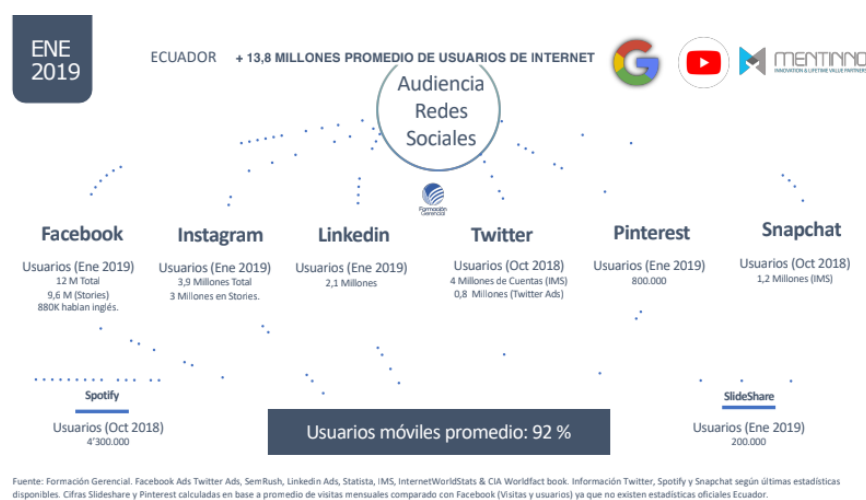 ENE
2019
ECUADOR + 13,8 MILLONES PROMEDIO DE USUARIOS DE INTERNET
MENTINNO
INNOVATION & LIFETIME VALUE PARTNERS
Audiencia
Redes
Sociales
Formación
Gerencial
Facebook
Usuarios (Ene 2019)
12 M Total
9,6 M (Stories)
880K hablan inglés.
Instagram
Usuarios (Ene 2019)
3,9 Millones Total
3 Millones en Stories.
Linkedin
Usuarios (Ene 2019)
2,1 Millones
Twitter
Usuarios (Oct 2018)
4 Millones de Cuentas (IMS)
0,8 Millones (Twitter Ads)
Pinterest
Usuarios (Ene 2019)
800.000
Snapchat
Usuarios (Oct 2018)
1,2 Millones (IMS)
Spotify
Usuarios (Oct 2018)
4'300.000
Usuarios móviles promedio: 92 %
SlideShare
Usuarios (Ene 2019)
200.000
Fuente: Formación Gerencial. Facebook Ads Twitter Ads, SemRush, Linkedin Ads, Statista, IMS, InternetWorldStats & CIA Worldfact book. Información Twitter, Spotify y Snapchat según últimas estadísticas
disponibles. Cifras Slideshare y Pinterest calculadas en base a promedio de visitas mensuales comparado con Facebook (Visitas y usuarios) ya que no existen estadísticas oficiales Ecuador.